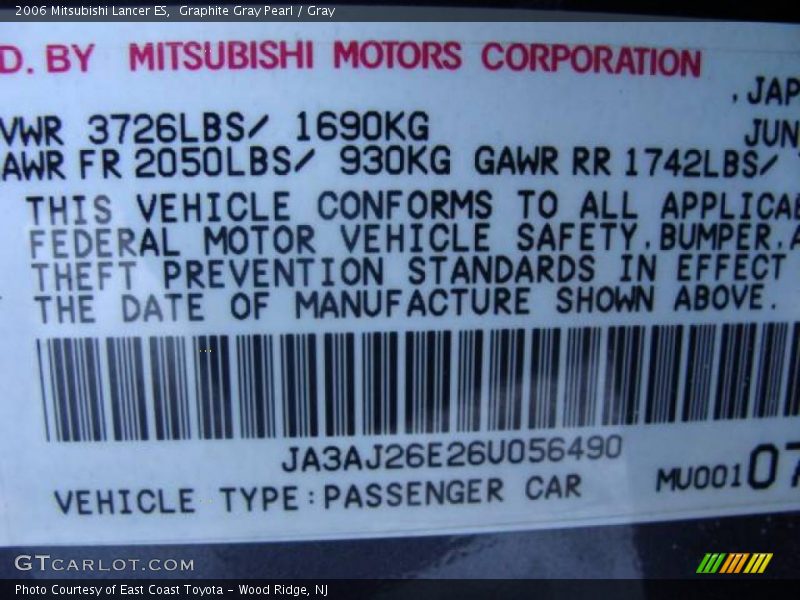 2006 Mitsubishi Lancer ES,  Graphite Gray Pearl / Gray
D. BY MITSUBISHI MOTORS CORPORATION
, JAP
VWR 3726LBS/ 1690KG JUN
AWR FR 2050LBS/ 930KG GAWR RR 1742LBS/
THIS VEHICLE CONFORMS TO ALL APPLICA
FEDERAL MOTOR VEHICLE SAFETY, BUMPER, A
THEFT PREVENTION STANDARDS IN EFFECT
THE DATE OF MANUFACTURE SHOWN ABOVE.
JA3AJ26E26U056490
VEHICLE TYPE:PASSENGER CAR MU001 07
GTCARLOT.COM
Photo Courtesy of East Coast Toyota - Wood Ridge, NJ